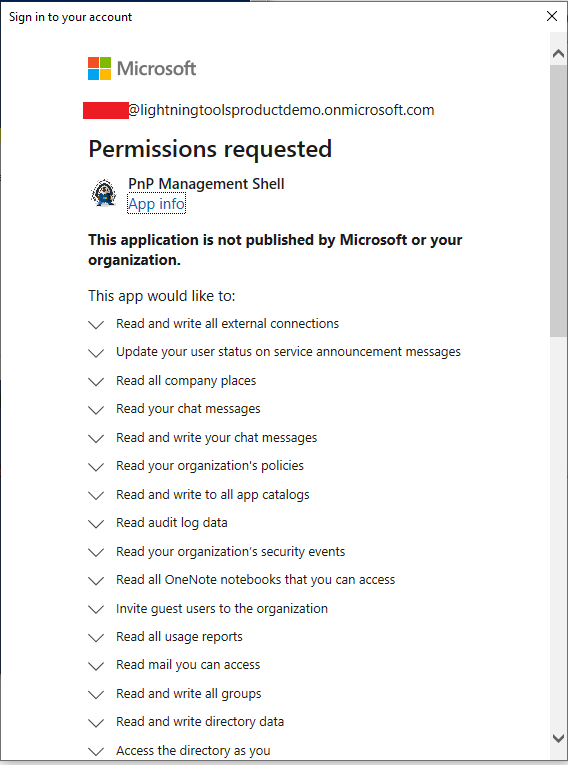 Sign in to your account
Microsoft
@lightningtoolsproductdemo.onmicrosoft.com
Permissions requested
PnP Management Shell
App info
This application is not published by Microsoft or your
organization.
This app would like to:
Read and write all external connections
Update your user status on service announcement messages
Read all company places
Read your chat messages
Read and write your chat messages
Read your organization's policies
Read and write to all app catalogs
Read audit log data
Read your organization’s security events
Read all OneNote notebooks that you can access
Invite guest users to the organization
Read all usage reports
Read mail you can access
Read and write all groups
Read and write directory data
Access the directory as you